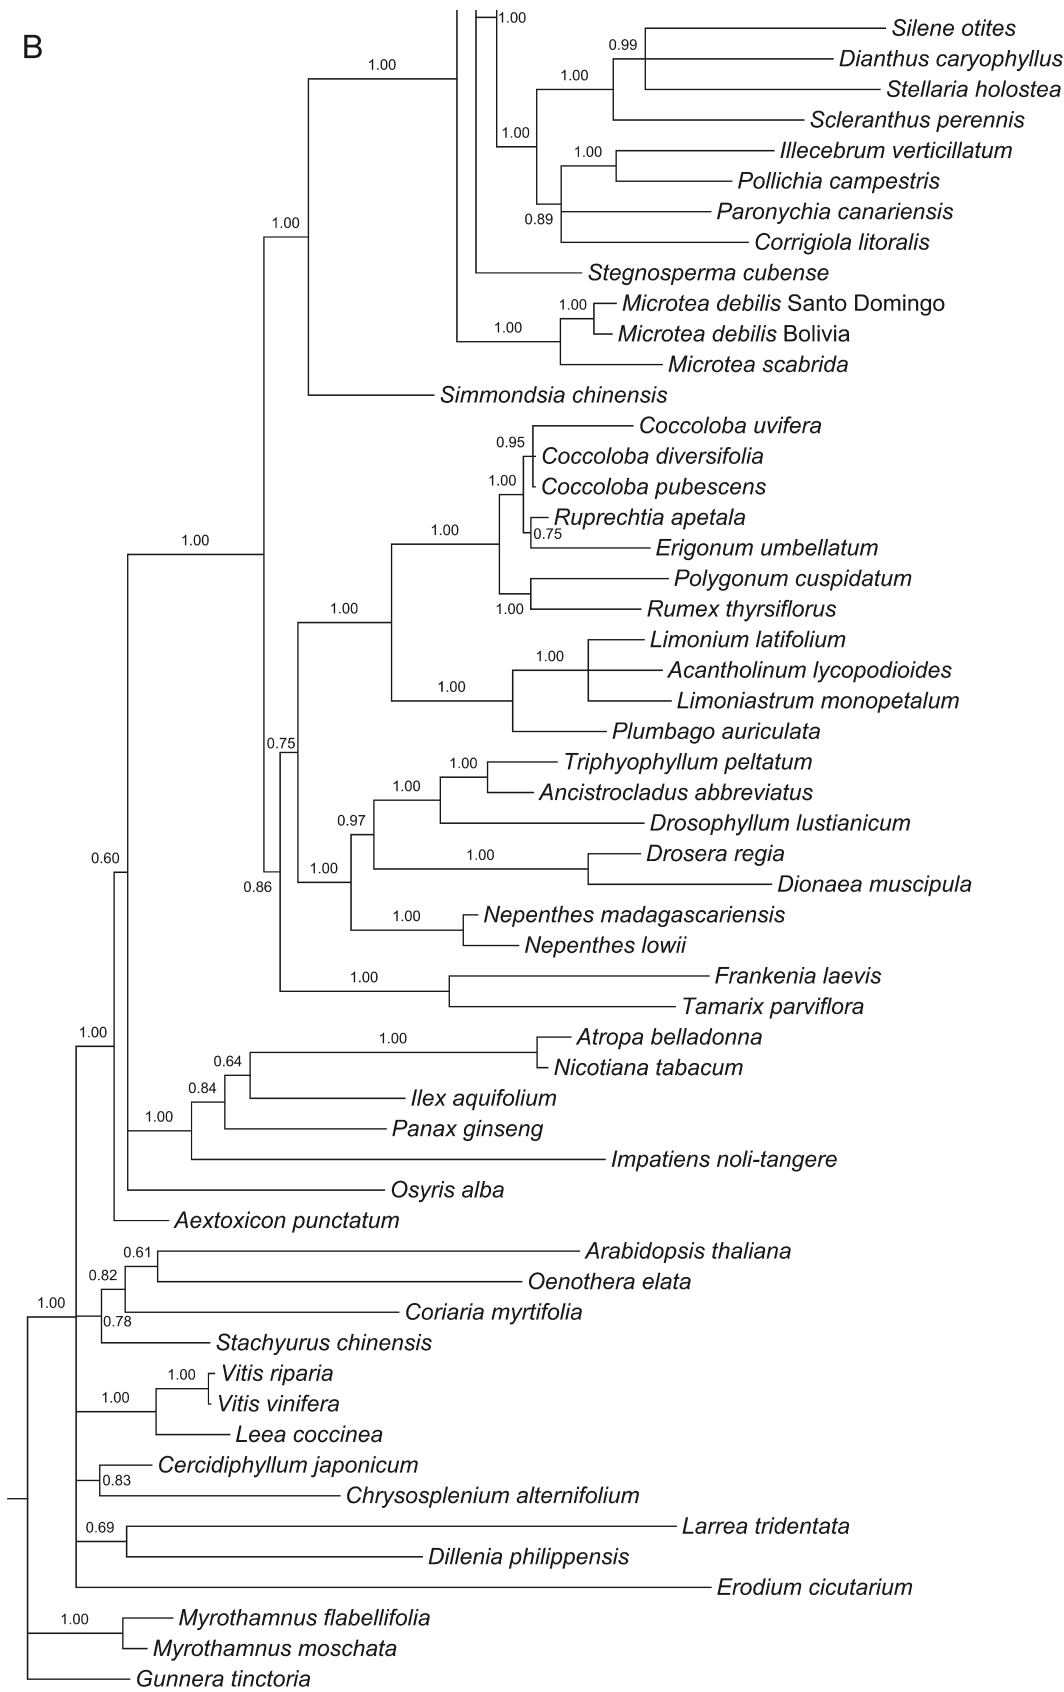 B
1.00
Silene otites
0.99
Dianthus caryophyllus
1.00
1.00
Stellaria holostea
Scleranthus perennis
1.00
1.00
Illecebrum verticillatum
Pollichia campestris
Paronychia canariensis
0.89
1.00
Corrigiola litoralis
Stegnosperma cubense
1.00
Microtea debilis Santo Domingo
1.00
Microtea debilis Bolivia
Microtea scabrida
Simmondsia chinensis
Coccoloba uvifera
0.95
Coccoloba diversifolia
1.00
Coccoloba pubescens
Ruprechtia apetala
1.00
0.75
1.00
Erigonum umbellatum
Polygonum cuspidatum
1.00
1.00
Rumex thyrsiflorus
Limonium latifolium
1.00
Acantholinum lycopodioides
1.00
Limoniastrum monopetalum
Plumbago auriculata
0.75
1.00
Triphyophyllum peltatum
1.00
Ancistrocladus abbreviatus
0.97
Drosophyllum lustianicum
0.60
1.00
Drosera regia
1.00
0.86
Dionaea muscipula
1.00
Nepenthes madagascariensis
Nepenthes lowii
1.00
Frankenia laevis
Tamarix parviflora
1.00
1.00
Atropa belladonna
0.64
Nicotiana tabacum
0.84
Ilex aquifolium
1.00
Panax ginseng
Impatiens noli-tangere
Osyris alba
Aextoxicon punctatum
0.61
Arabidopsis thaliana
0.82
Oenothera elata
1.00
Coriaria myrtifolia
0.78
Stachyurus chinensis
1.00
Vitis riparia
1.00
Vitis vinifera
Leea coccinea
Cercidiphyllum japonicum
0.83
Chrysosplenium alternifolium
0.69
Larrea tridentata
Dillenia philippensis
Erodium cicutarium
1.00
Myrothamnus flabellifolia
Myrothamnus moschata
Gunnera tinctoria